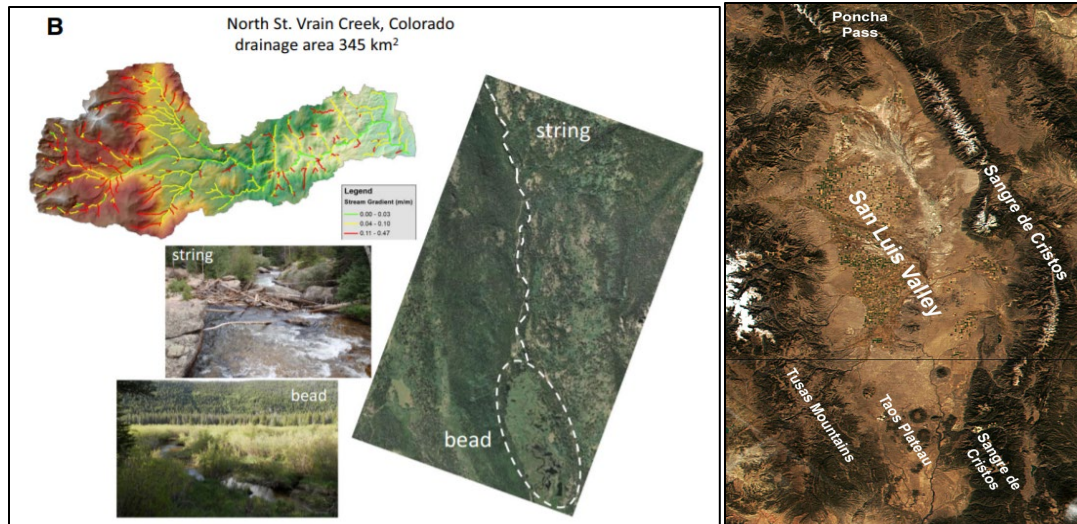 B
North St. Vrain Creek, Colorado
drainage area 345 km²
Legend
Stream Gradient (m/m)
0.00 - 0.03
0.04 - 0.10
0.11 - 0.47
string
bead
string
bead
Poncha
Pass
Sangre de Cristos
San Luis Valley
Tusas Mountains
Taos Plateau
Sangre de
Cristos